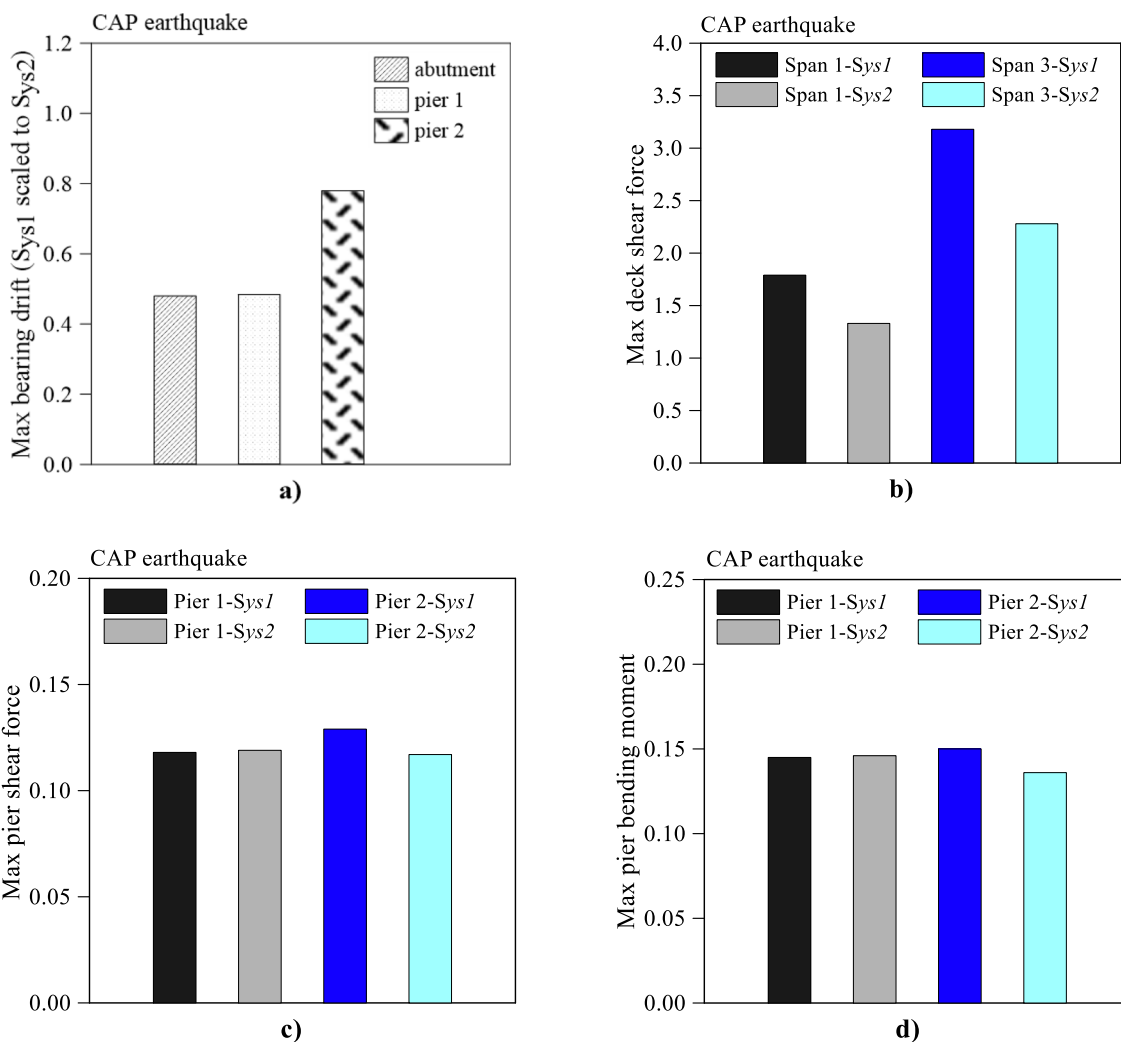 CAP earthquake
Max bearing drift (Sys1 scaled to Sys2)
1.2
1.0
0.8
0.6
0.4
0.2
0.0
abutment
pier 1
pier 2
a)
CAP earthquake
Max deck shear force
4.0
3.5
3.0
2.5
2.0
1.5
1.0
0.5
0.0
Span 1-Sys1 Span 3-Sys1
Span 1-Sys2 Span 3-Sys2
b)
CAP earthquake
Max pier shear force
0.20
0.15
0.10
0.05
0.00
Pier 1-Sys1 Pier 2-Sys1
Pier 1-Sys2 Pier 2-Sys2
c)
CAP earthquake
Max pier bending moment
0.25
0.20
0.15
0.10
0.05
0.00
Pier 1-Sys1 Pier 2-Sys1
Pier 1-Sys2 Pier 2-Sys2
d)